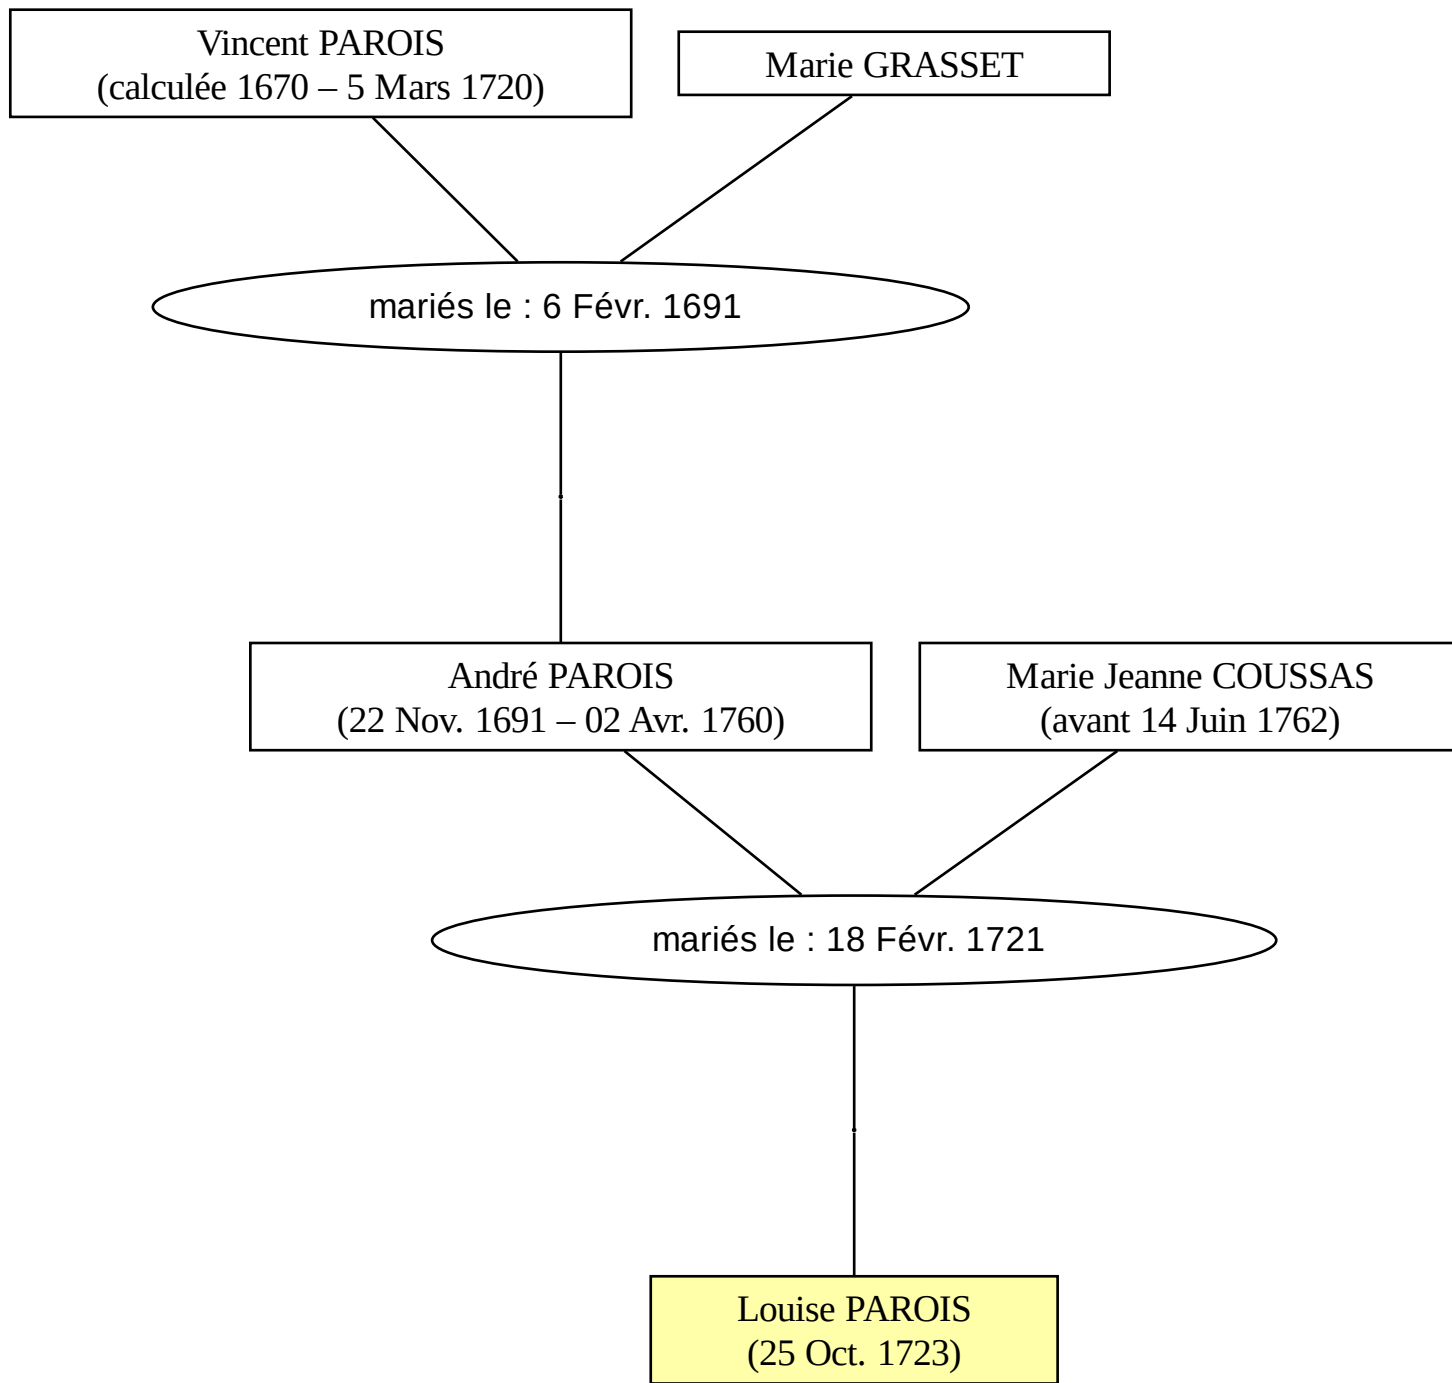 Vincent PAROIS
(calculée 1670 – 5 Mars 1720)
Marie GRASSET
mariés le : 6 Févr. 1691
André PAROIS
(22 Nov. 1691 – 02 Avr. 1760)
Marie Jeanne COUSSAS
(avant 14 Juin 1762)
mariés le : 18 Févr. 1721
Louise PAROIS
(25 Oct. 1723)